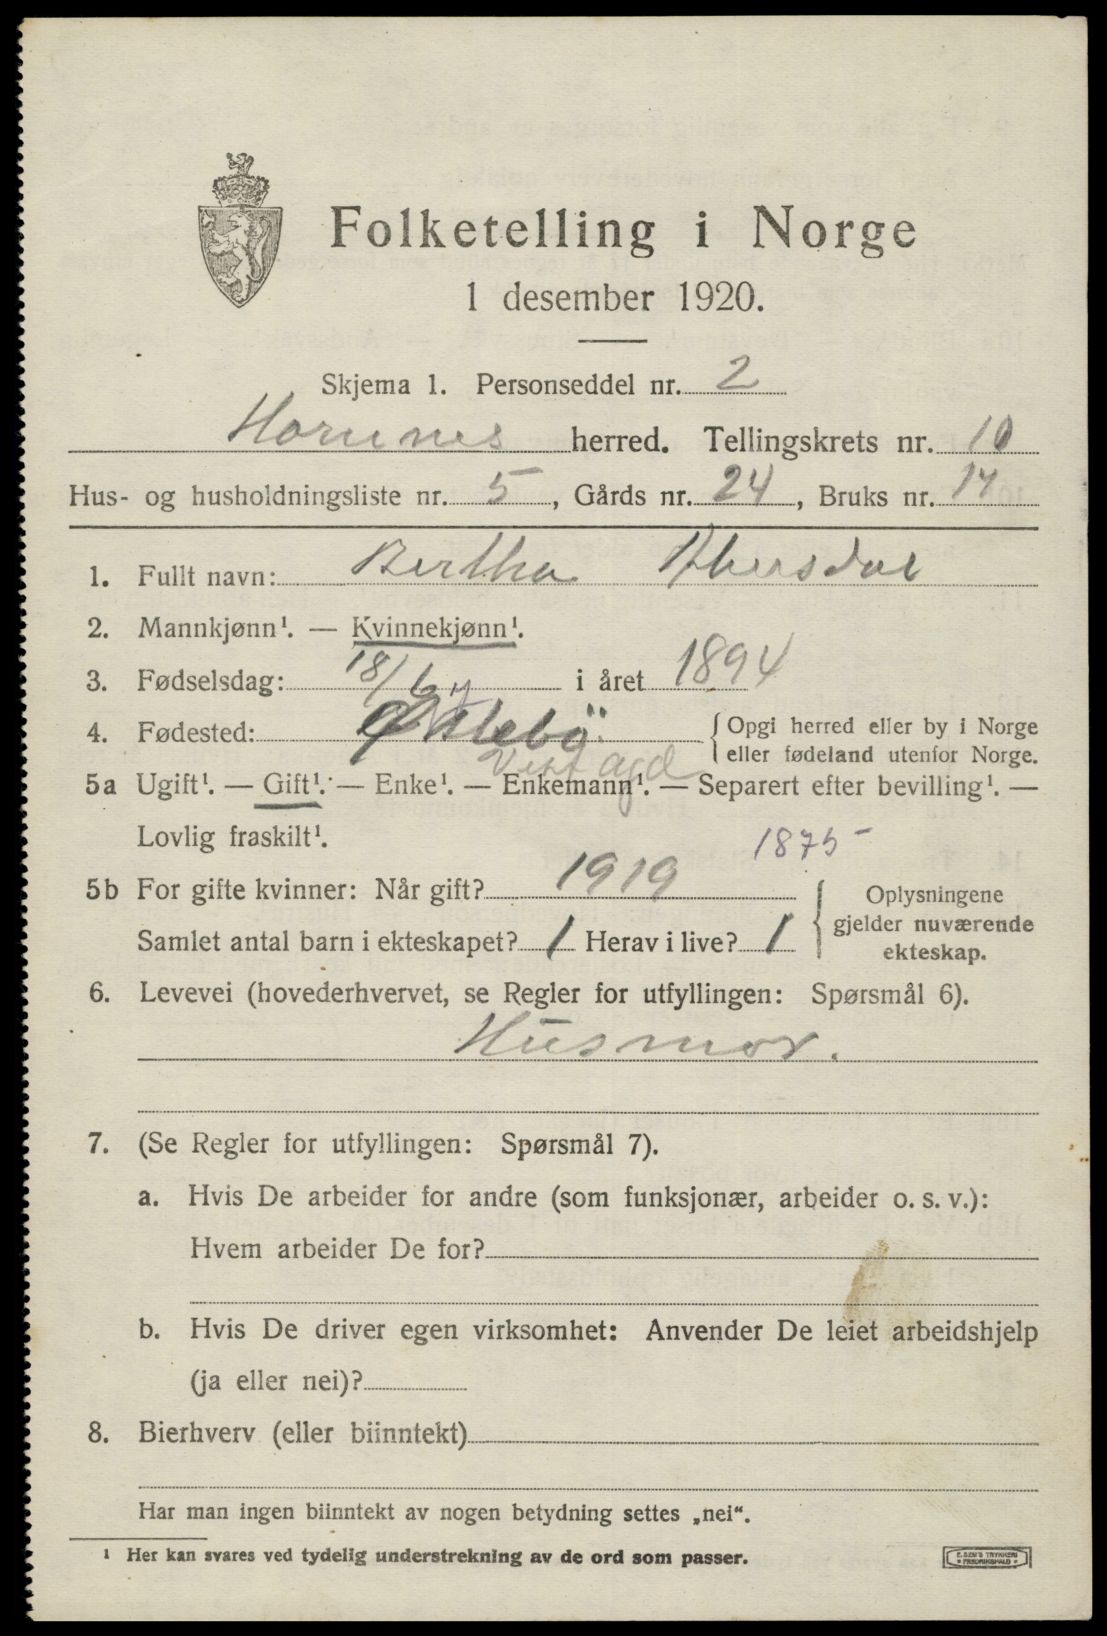 Folketelling i Norge
1 desember 1920.
Skjema 1. Personseddel nr. 2
Hornnes herred. Tellingskrets nr. 10
Hus- og husholdningsliste nr. 5, Gårds nr. 24, Bruks nr. 14
1. Fullt navn: Bertha
2. Mannkjønn¹. — Kvinnekjønn¹.
3. Fødselsdag: 18/6 i året 1894
4. Fødested: Øslebö { Opgi herred eller by i Norge
eller fødeland utenfor Norge.
Vest agd
5a Ugift¹. — Gift¹. — Enke¹. — Enkemann¹. — Separert efter bevilling¹. —
Lovlig fraskilt¹. 1875
5b For gifte kvinner: Når gift? 1919 { Oplysningene
gjelder nuværende
ekteskap.
Samlet antal barn i ekteskapet? 1 Herav i live? 1
6. Levevei (hovederhvervet, se Regler for utfyllingen: Spørsmål 6).
Husmor.
7. (Se Regler for utfyllingen: Spørsmål 7).
a. Hvis De arbeider for andre (som funksjonær, arbeider o. s. v.):
Hvem arbeider De for?
b. Hvis De driver egen virksomhet: Anvender De leiet arbeidshjelp
(ja eller nei)?
8. Bierhverv (eller biinntekt)
Har man ingen biinntekt av nogen betydning settes „nei“.
¹ Her kan svares ved tydelig understrekning av de ord som passer.
E. SEM'S TRYKKERI
• FREDRIKSHALD •